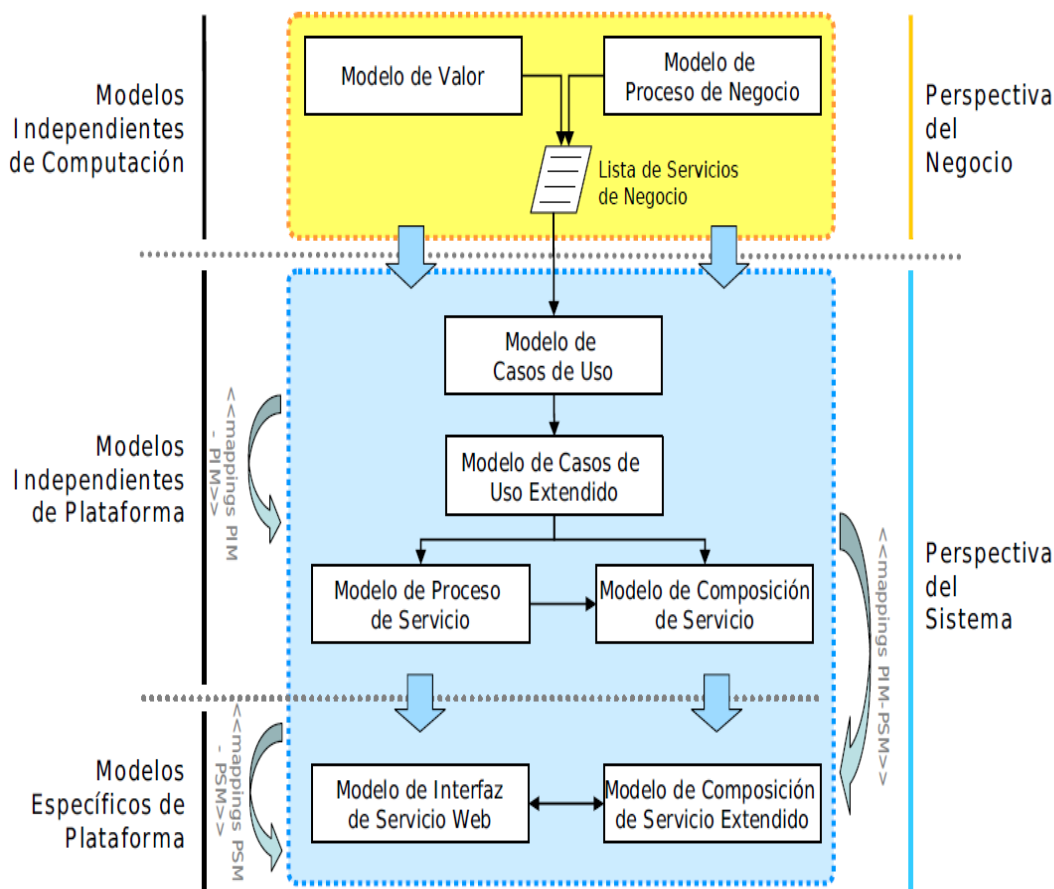 Modelos
Independientes
de Computación
Modelo de Valor
Modelo de
Proceso de Negocio
Lista de Servicios
de Negocio
Perspectiva
del
Negocio
Modelos
Independientes
de Plataforma
<<mappings PIM
- PIM>>
Modelo de
Casos de Uso
Modelo de Casos de
Uso Extendido
Modelo de Proceso
de Servicio
Modelo de Composición
de Servicio
<<mappings PIM-PSM>>
Perspectiva
del
Sistema
Modelos
Específicos de
Plataforma
<<mappings PSM
- PSM>>
Modelo de Interfaz
de Servicio Web
Modelo de Composición
de Servicio Extendido